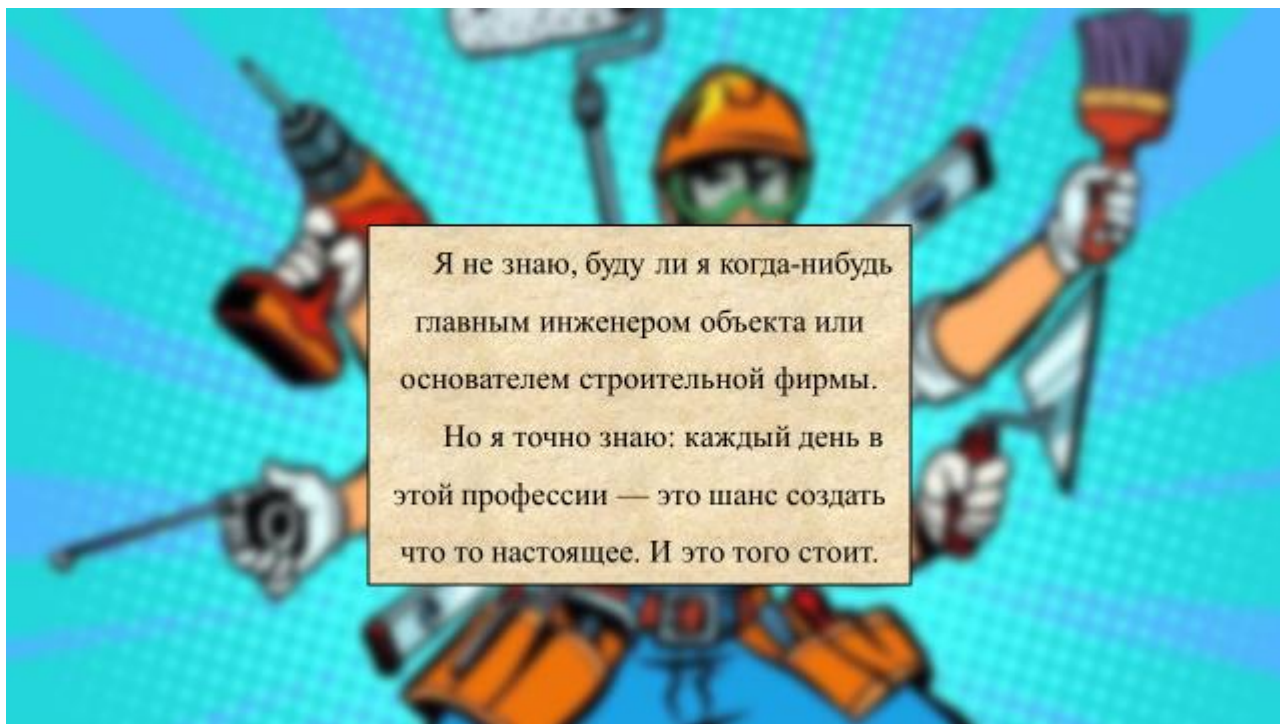 Я не знаю, буду ли я когда-нибудь
главным инженером объекта или
основателем строительной фирмы.
Но я точно знаю: каждый день в
этой профессии — это шанс создать
что то настоящее. И это того стоит.